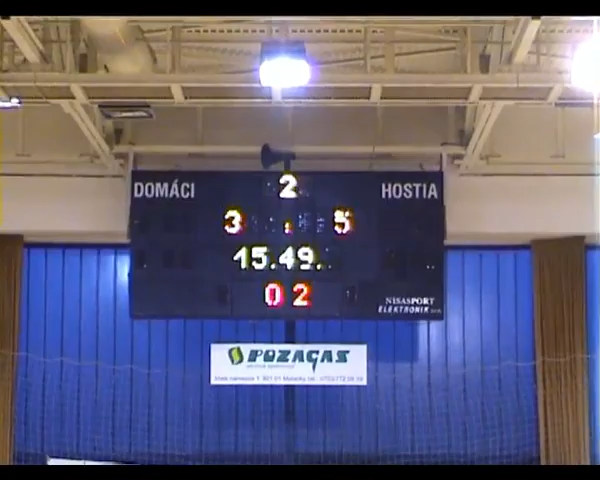 DOMÁCI 2 HOSTIA
3 : 5
15.49.
0 2
NISASPORT
ELEKTRONIK
POZAGAS